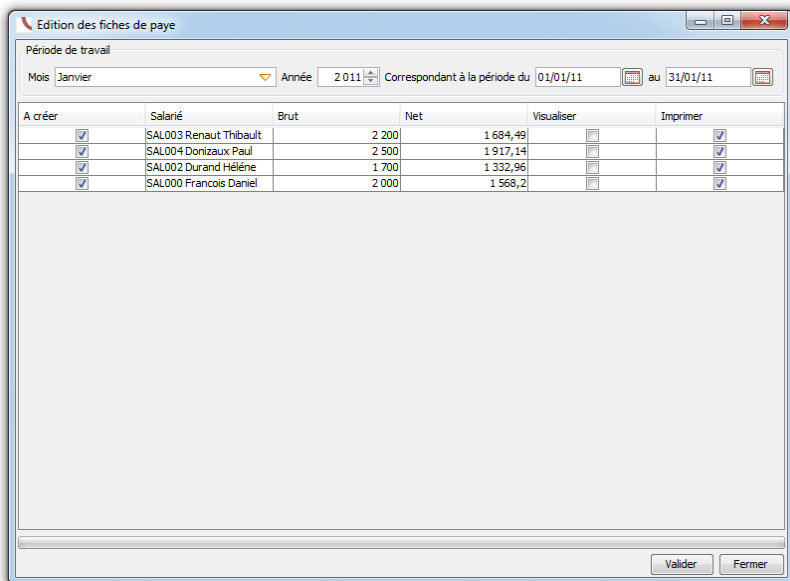 Edition des fiches de paye
Période de travail
Mois Janvier Année 2 011 Correspondant à la période du 01/01/11 au 31/01/11
A créer Salarié Brut Net Visualiser Imprimer
SAL003 Renaut Thibault 2 200 1 684,49
SAL004 Donizaux Paul 2 500 1 917,14
SAL002 Durand Héléne 1 700 1 332,96
SAL000 Francois Daniel 2 000 1 568,2
Valider Fermer